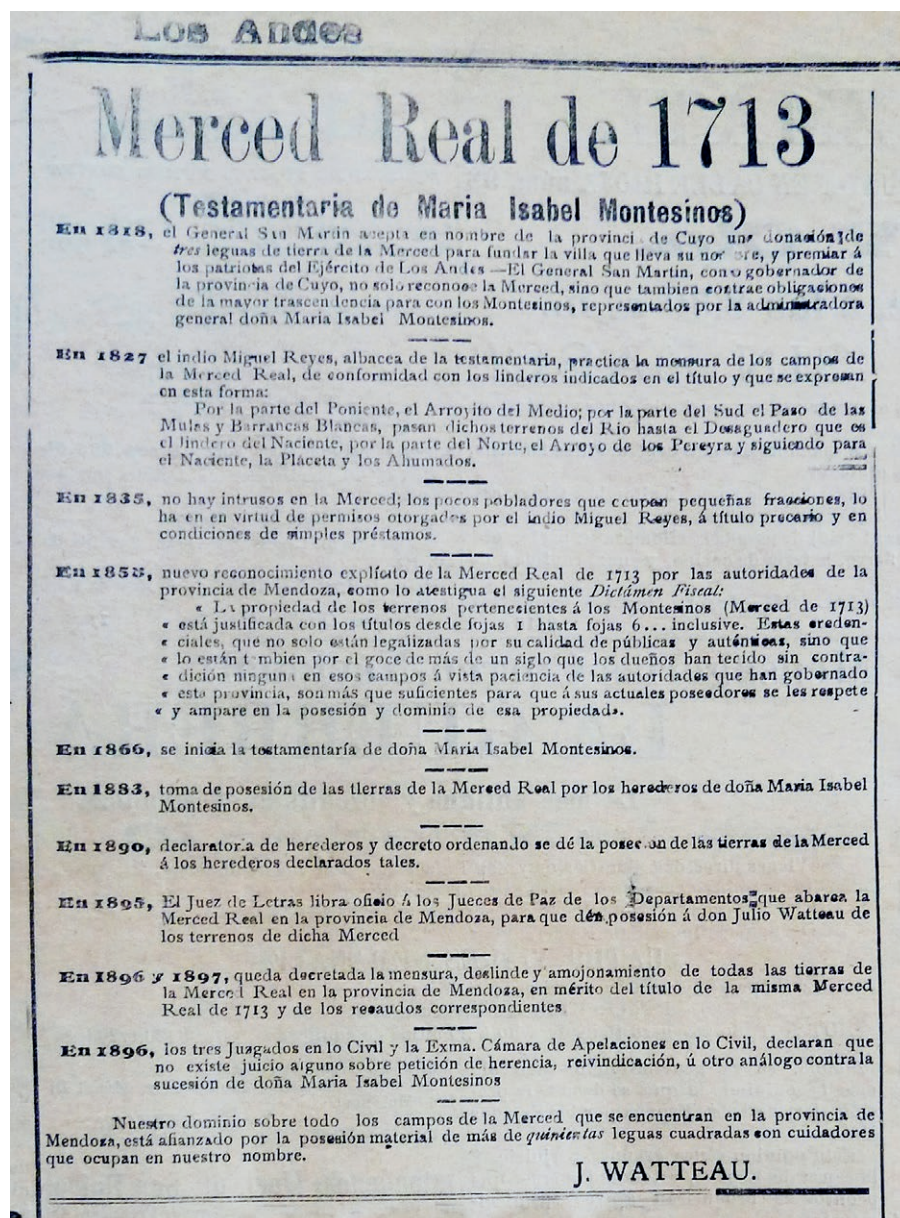 Los Andes
Merced Real de 1713
(Testamentaria de Maria Isabel Montesinos)
En 1818, el General San Martin acepta en nombre de la provinci de Cuyo una donación de
tres leguas de tierra de la Merced para fundar la villa que lleva su nombre, y premiar á
los patriotas del Ejército de Los Andes —El General San Martin, como gobernador de
la provincia de Cuyo, no solo reconoce la Merced, sino que tambien contrae obligaciones
de la mayor trascendencia para con los Montesinos, representados por la administradora
general doña Maria Isabel Montesinos.
En 1827 el indio Miguel Reyes, albacea de la testamentaria, practica la mensura de los campos de
la Merced Real, de conformidad con los linderos indicados en el título y que se expresan
en esta forma:
Por la parte del Poniente, el Arroyito del Medio; por la parte del Sud el Paso de las
Mulas y Barrancas Blancas, pasan dichos terrenos del Rio hasta el Desaguadero que es
el lindero del Naciente, por la parte del Norte, el Arroyo de los Pereyra y siguiendo para
el Naciente, la Placeta y los Ahumados.
En 1835, no hay intrusos en la Merced; los pocos pobladores que ocupan pequeñas fracciones, lo
ha en en virtud de permisos otorgados por el indio Miguel Reyes, á título precario y en
condiciones de simples préstamos.
En 1858, nuevo reconocimiento explícito de la Merced Real de 1713 por las autoridades de la
provincia de Mendoza, como lo atestigua el siguiente Dictámen Fiscal:
« La propiedad de los terrenos pertenecientes á los Montesinos (Merced de 1713)
« está justificada con los títulos desde fojas 1 hasta fojas 6... inclusive. Estas creden-
« ciales, que no solo están legalizadas por su calidad de públicas y auténticas, sino que
« lo están tambien por el goce de más de un siglo que los dueños han tecido sin contra-
« dición ninguna en esos campos á vista paciencia de las autoridades que han gobernado
« esta provincia, son más que suficientes para que á sus actuales poseedores se les respete
« y ampare en la posesión y dominio de esa propiedad».
En 1866, se inicia la testamentaría de doña Maria Isabel Montesinos.
En 1883, toma de posesión de las tierras de la Merced Real por los herederos de doña Maria Isabel
Montesinos.
En 1890, declaratoria de herederos y decreto ordenando se dé la posec on de las tierras de la Merced
á los herederos declarados tales.
En 1895, El Juez de Letras libra oficio á los Jueces de Paz de los Departamentos que abarca la
Merced Real en la provincia de Mendoza, para que dén posesión á don Julio Watteau de
los terrenos de dicha Merced
En 1896 y 1897, queda decretada la mensura, deslinde y amojonamiento de todas las tierras de
la Merced Real en la provincia de Mendoza, en mérito del título de la misma Merced
Real de 1713 y de los recaudos correspondientes
En 1896, los tres Juzgados en lo Civil y la Exma. Cámara de Apelaciones en lo Civil, declaran que
no existe juicio alguno sobre petición de herencia, reivindicación, ú otro análogo contra la
sucesión de doña Maria Isabel Montesinos
Nuestro dominio sobre todo los campos de la Merced que se encuentran en la provincia de
Mendoza, está afianzado por la posesión material de más de quinientas leguas cuadradas con cuidadores
que ocupan en nuestro nombre.
J. WATTEAU.